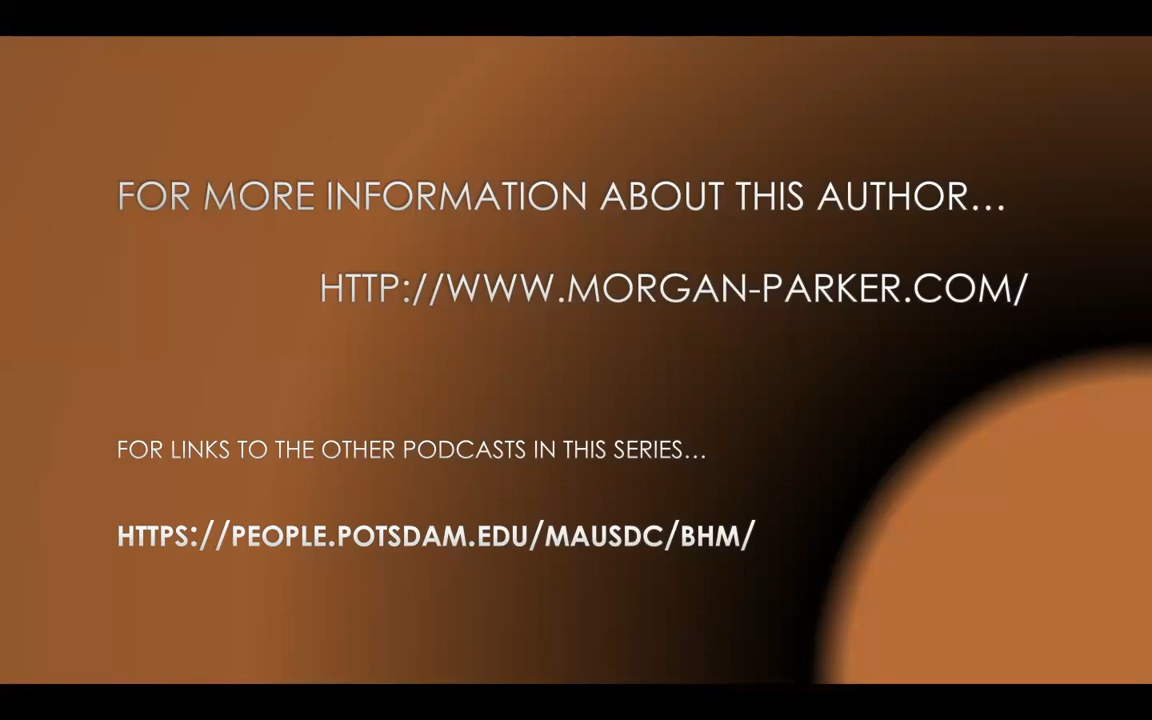 FOR MORE INFORMATION ABOUT THIS AUTHOR…
HTTP://WWW.MORGAN-PARKER.COM/
FOR LINKS TO THE OTHER PODCASTS IN THIS SERIES…
HTTPS://PEOPLE.POTSDAM.EDU/MAUSDC/BHM/